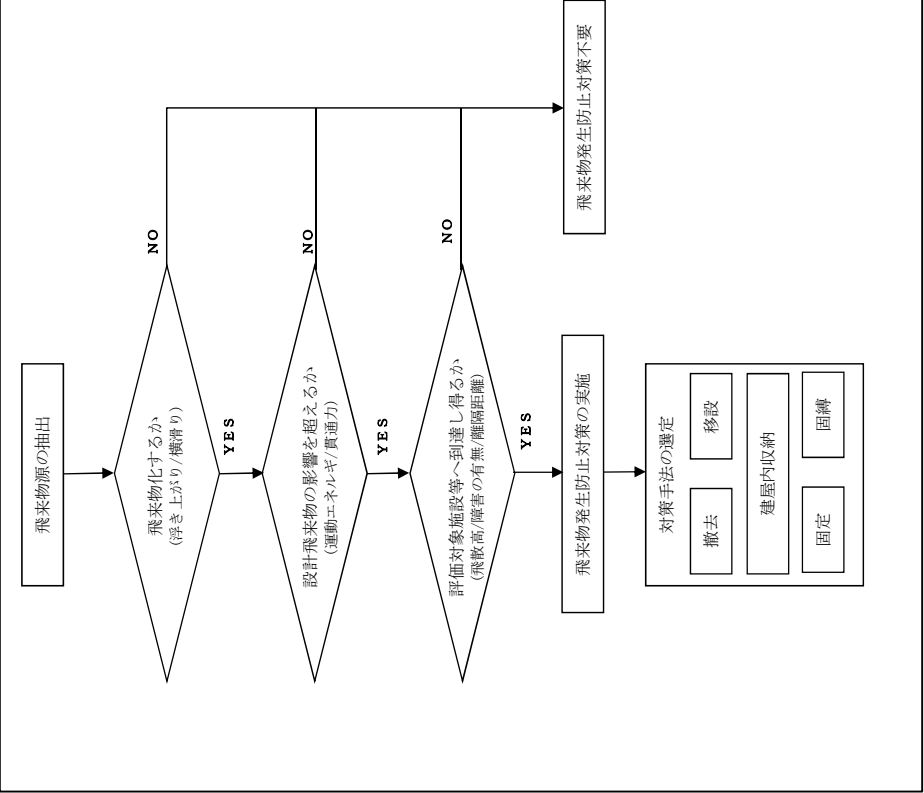 飛来物源の抽出
飛来物化するか
(浮き上がり/横滑り)
NO
YES
設計飛来物の影響を超えるか
(運動エネルギ/貫通力)
NO
YES
評価対象施設等へ到達し得るか
(飛散高/障害の有無/離隔距離)
NO
YES
飛来物発生防止対策の実施
飛来物発生防止対策不要
対策手法の選定
撤去
移設
建屋内収納
固定
固縛